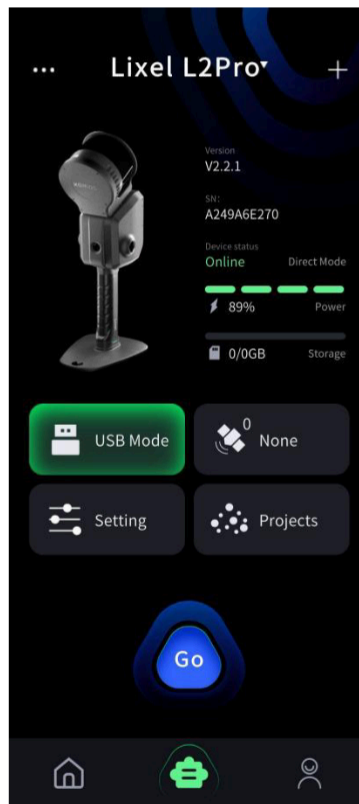 Lixel L2Pro
Version
V2.2.1
SN:
A249A6E270
Device status
Online Direct Mode
89% Power
0/0GB Storage
USB Mode
0
None
Setting
Projects
Go